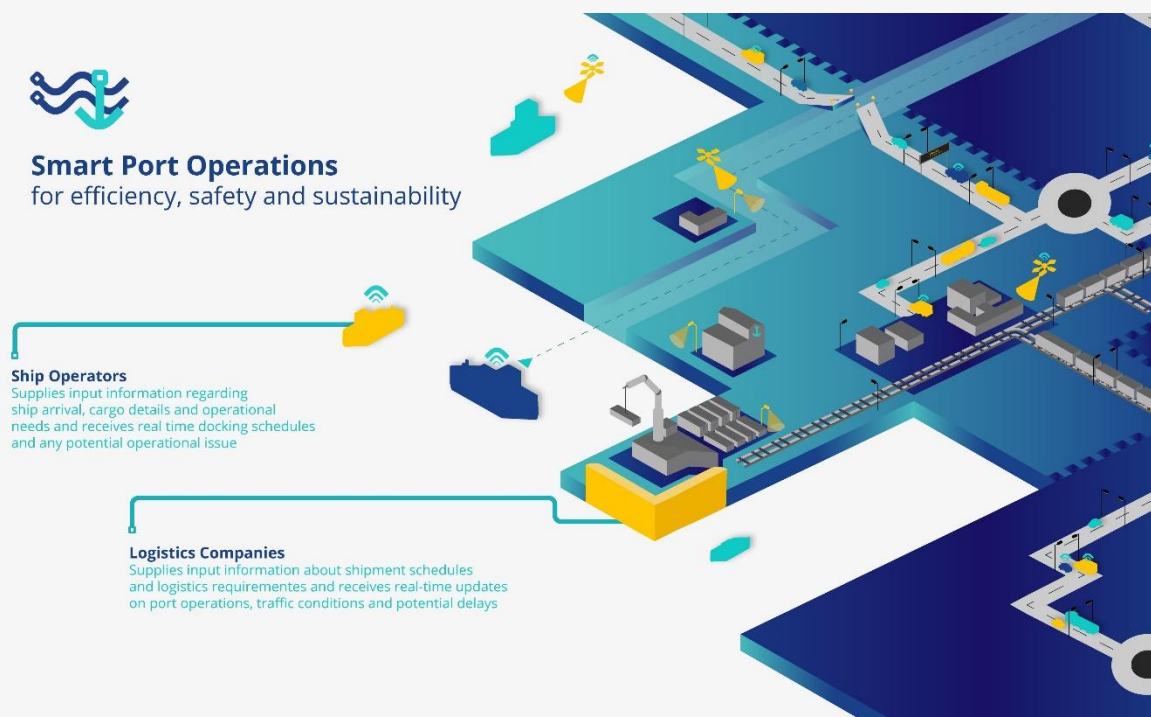 Smart Port Operations
for efficiency, safety and sustainability
Ship Operators
Supplies input information regarding
ship arrival, cargo details and operational
needs and receives real time docking schedules
and any potential operational issue
Logistics Companies
Supplies input information about shipment schedules
and logistics requirementes and receives real-time updates
on port operations, traffic conditions and potential delays